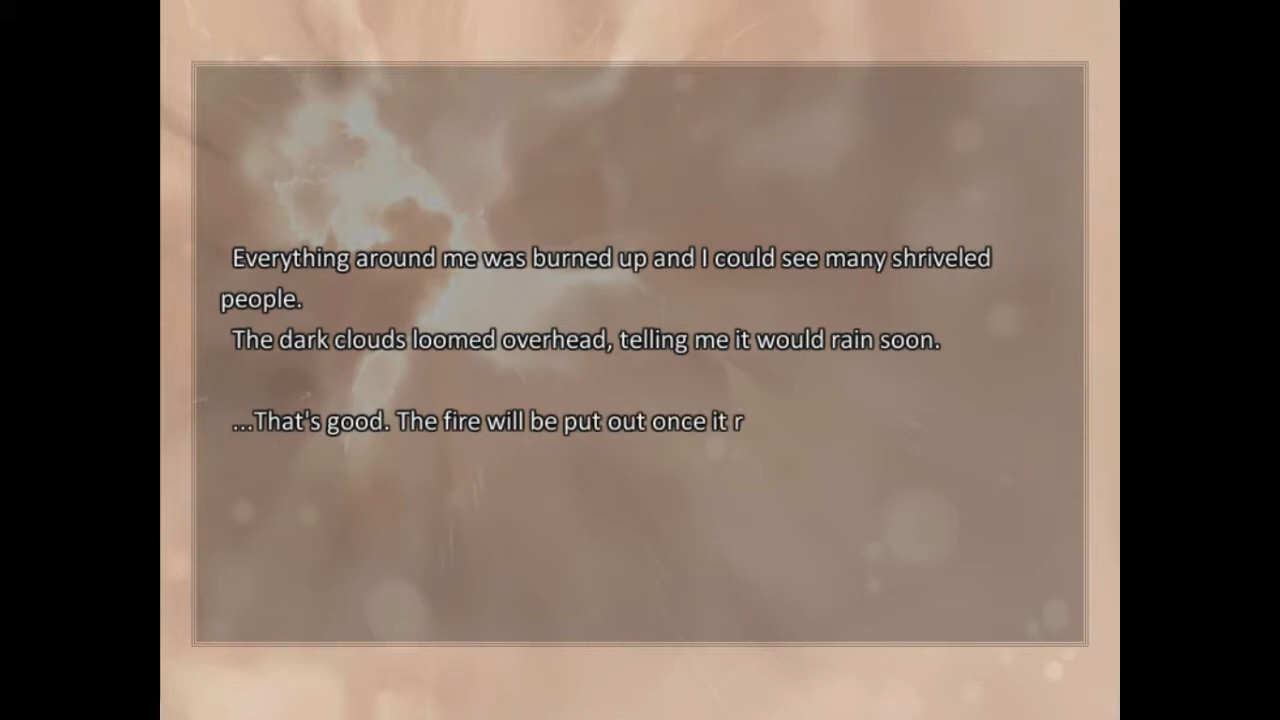 Everything around me was burned up and I could see many shriveled
people.
The dark clouds loomed overhead, telling me it would rain soon.
...That's good. The fire will be put out once it r